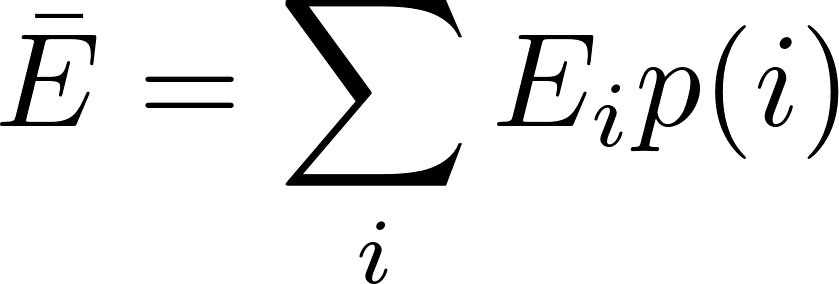 Ē = ∑_i E_i p(i)